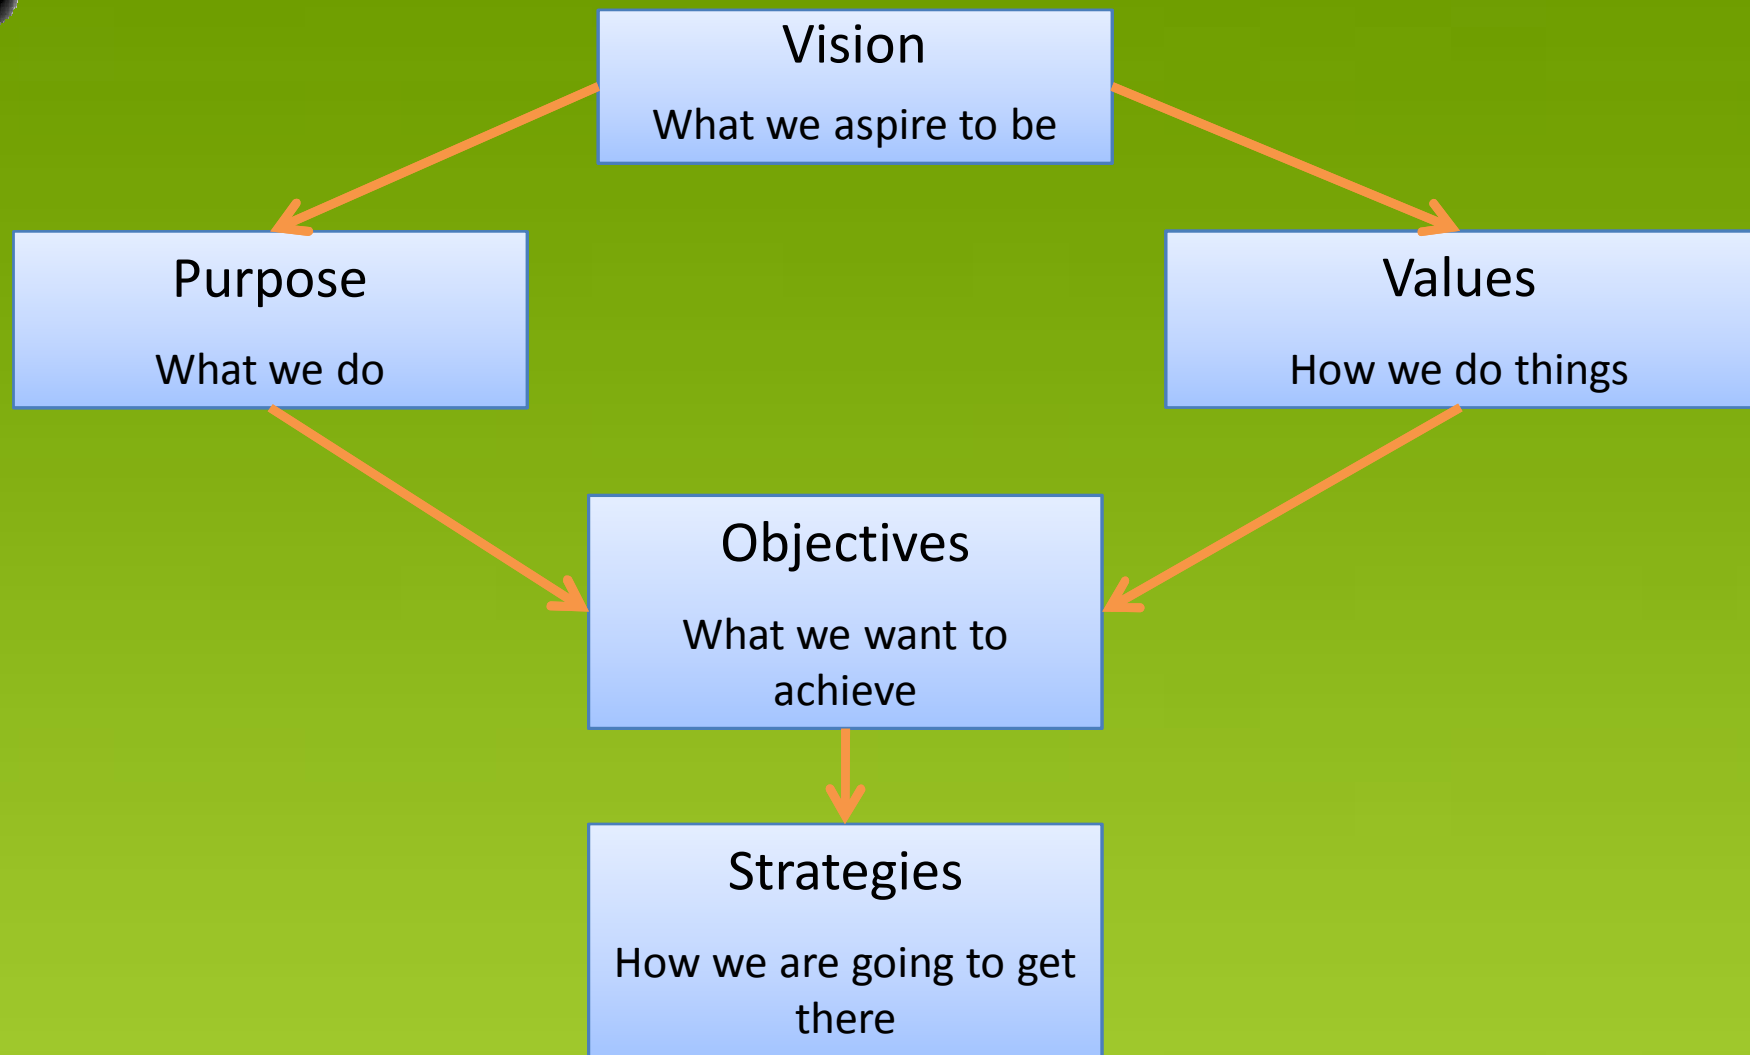 Vision
What we aspire to be
Purpose
What we do
Values
How we do things
Objectives
What we want to
achieve
Strategies
How we are going to get
there